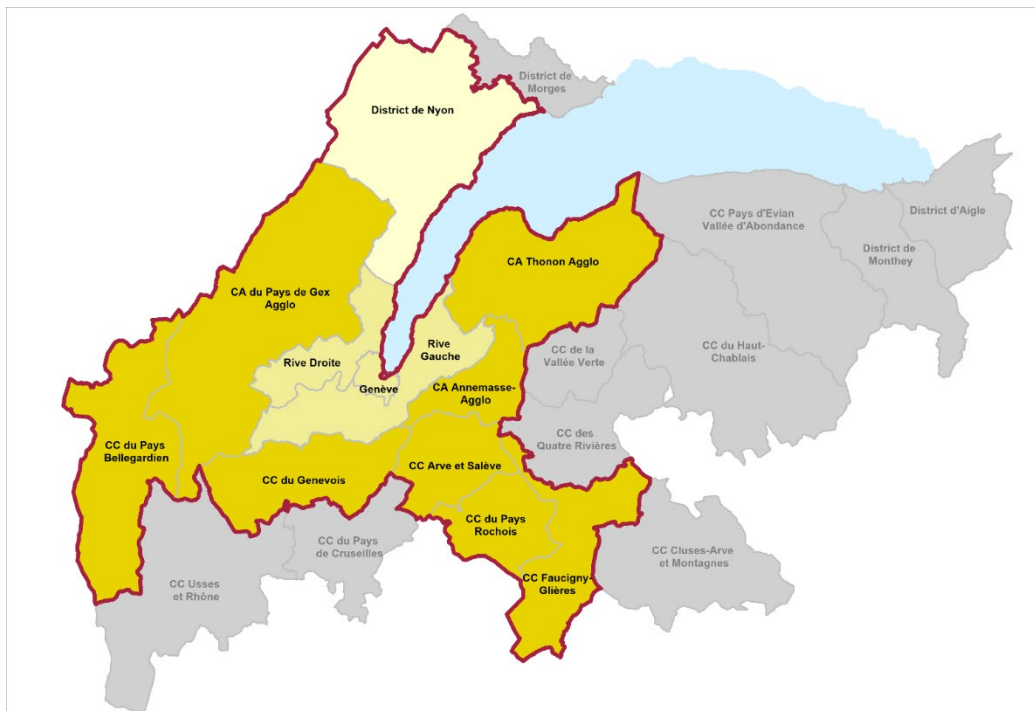 District de
Morges
District de Nyon
District d'Aigle
CC Pays d'Evian
Vallée d'Abondance
District de
Monthey
CA Thonon Agglo
CA du Pays de Gex
Agglo
Rive
Gauche
Rive Droite
CC de la
Vallée Verte
CC du Haut-
Chablais
Genève
CA Annemasse-
Agglo
CC des
Quatre Rivières
CC du Pays
Bellegardien
CC Arve et Salève
CC du Genevois
CC du Pays
Rochois
CC du Pays
de Cruseilles
CC Cluses-Arve
et Montagnes
CC Usses
et Rhône
CC Faucigny-
Glières